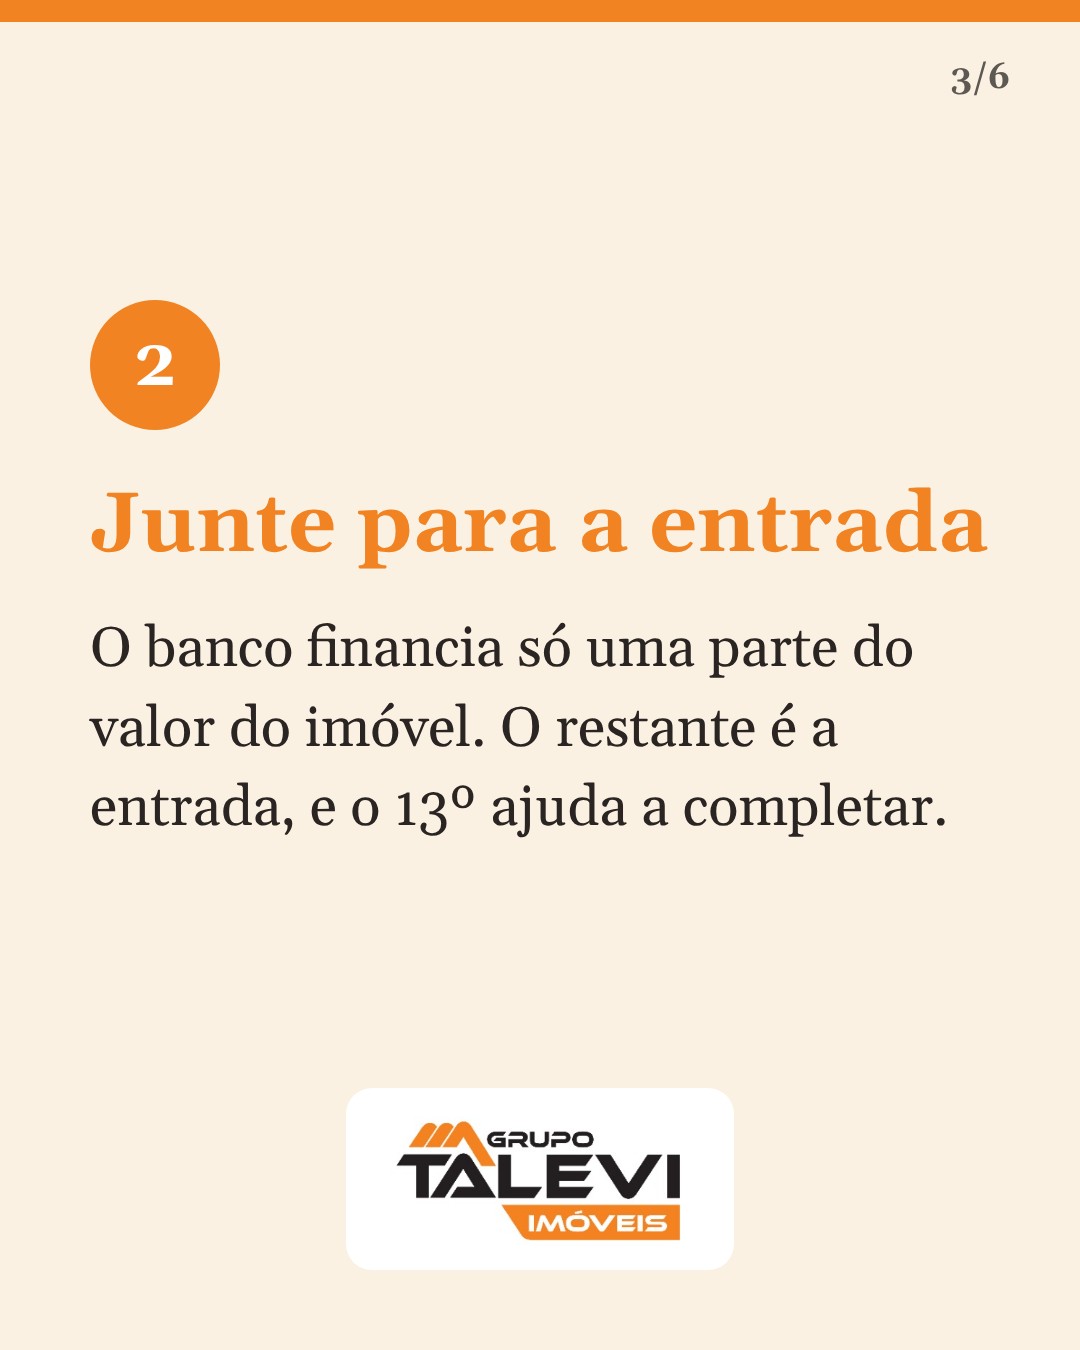 3/6
2
Junte para a entrada
O banco financia só uma parte do
valor do imóvel. O restante é a
entrada, e o 13º ajuda a completar.
GRUPO
TALEVI
IMÓVEIS